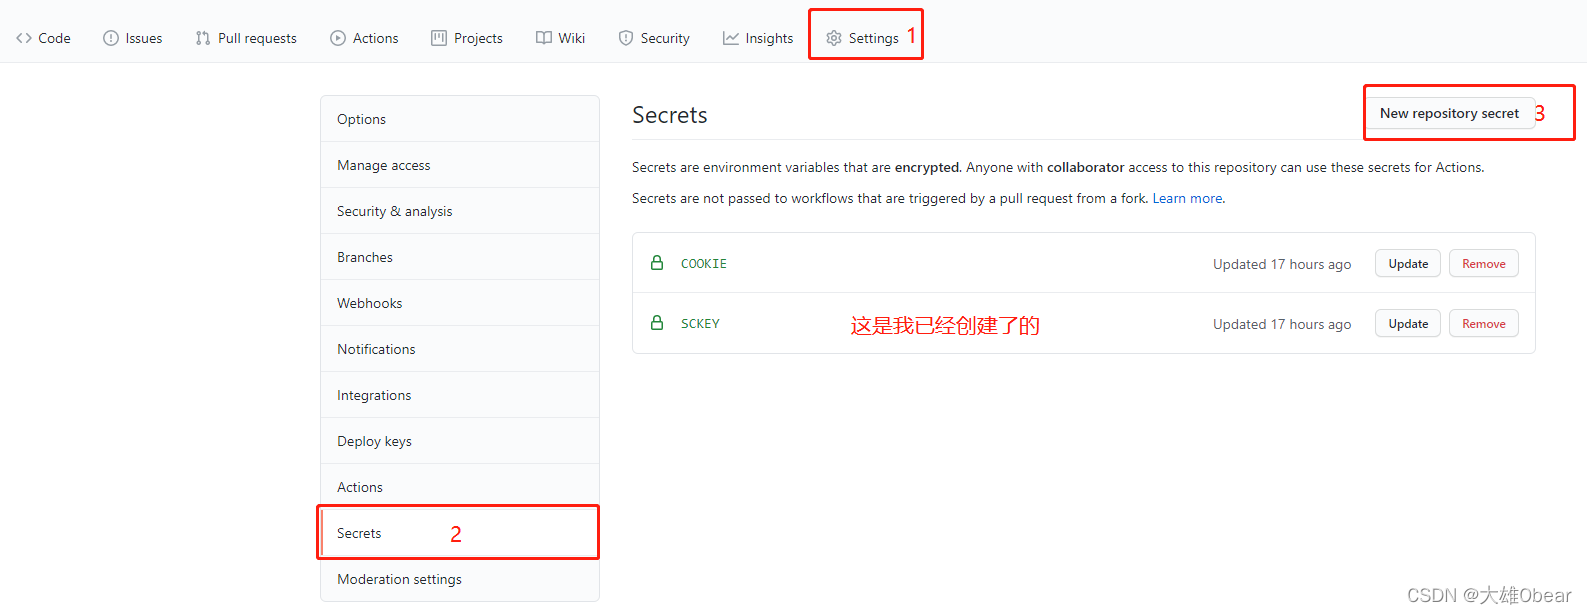 Code Issues Pull requests Actions Projects Wiki Security Insights Settings 1
Options
Manage access
Security & analysis
Branches
Webhooks
Notifications
Integrations
Deploy keys
Actions
Secrets 2
Moderation settings
Secrets
New repository secret 3
Secrets are environment variables that are encrypted. Anyone with collaborator access to this repository can use these secrets for Actions.
Secrets are not passed to workflows that are triggered by a pull request from a fork. Learn more.
COOKIE Updated 17 hours ago Update Remove
SCKEY 这是我已经创建了的 Updated 17 hours ago Update Remove
CSDN @大雄Obear